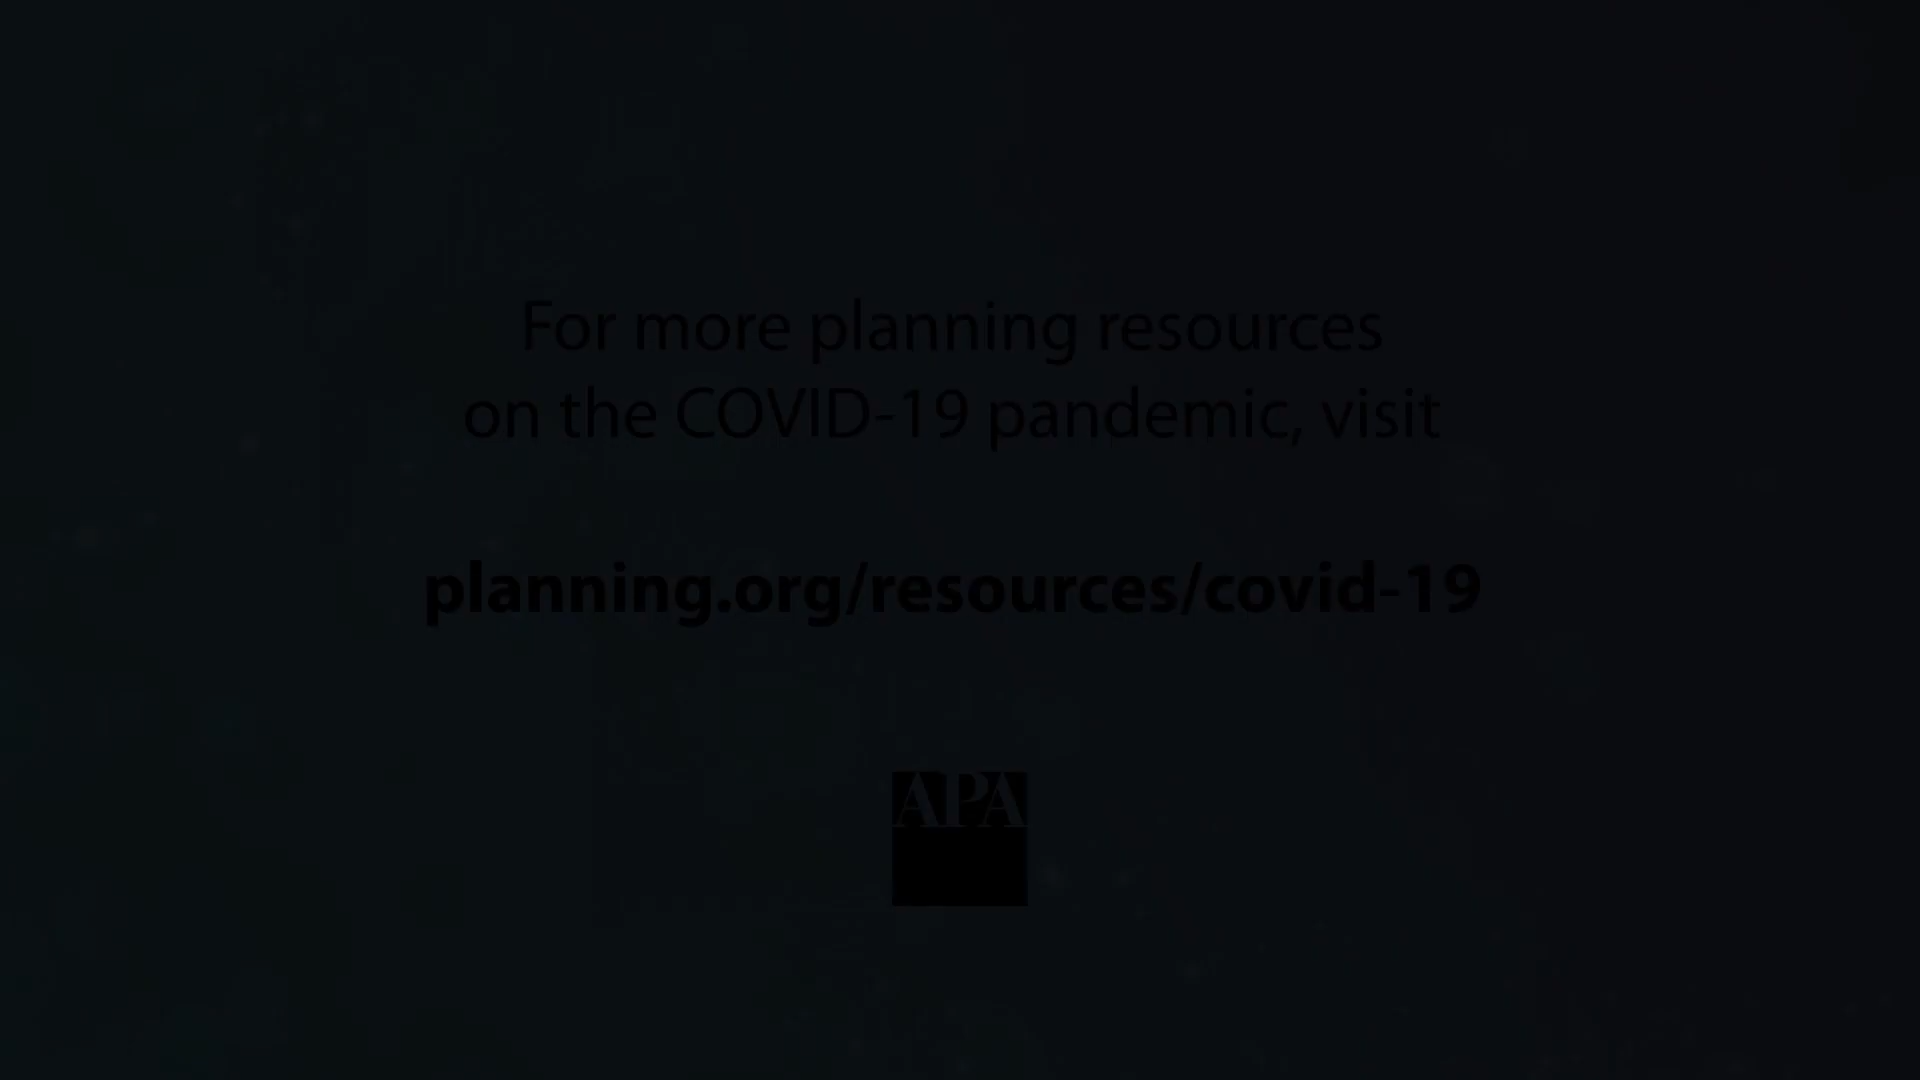 For more planning resources
on the COVID-19 pandemic, visit
planning.org/resources/covid-19
APA